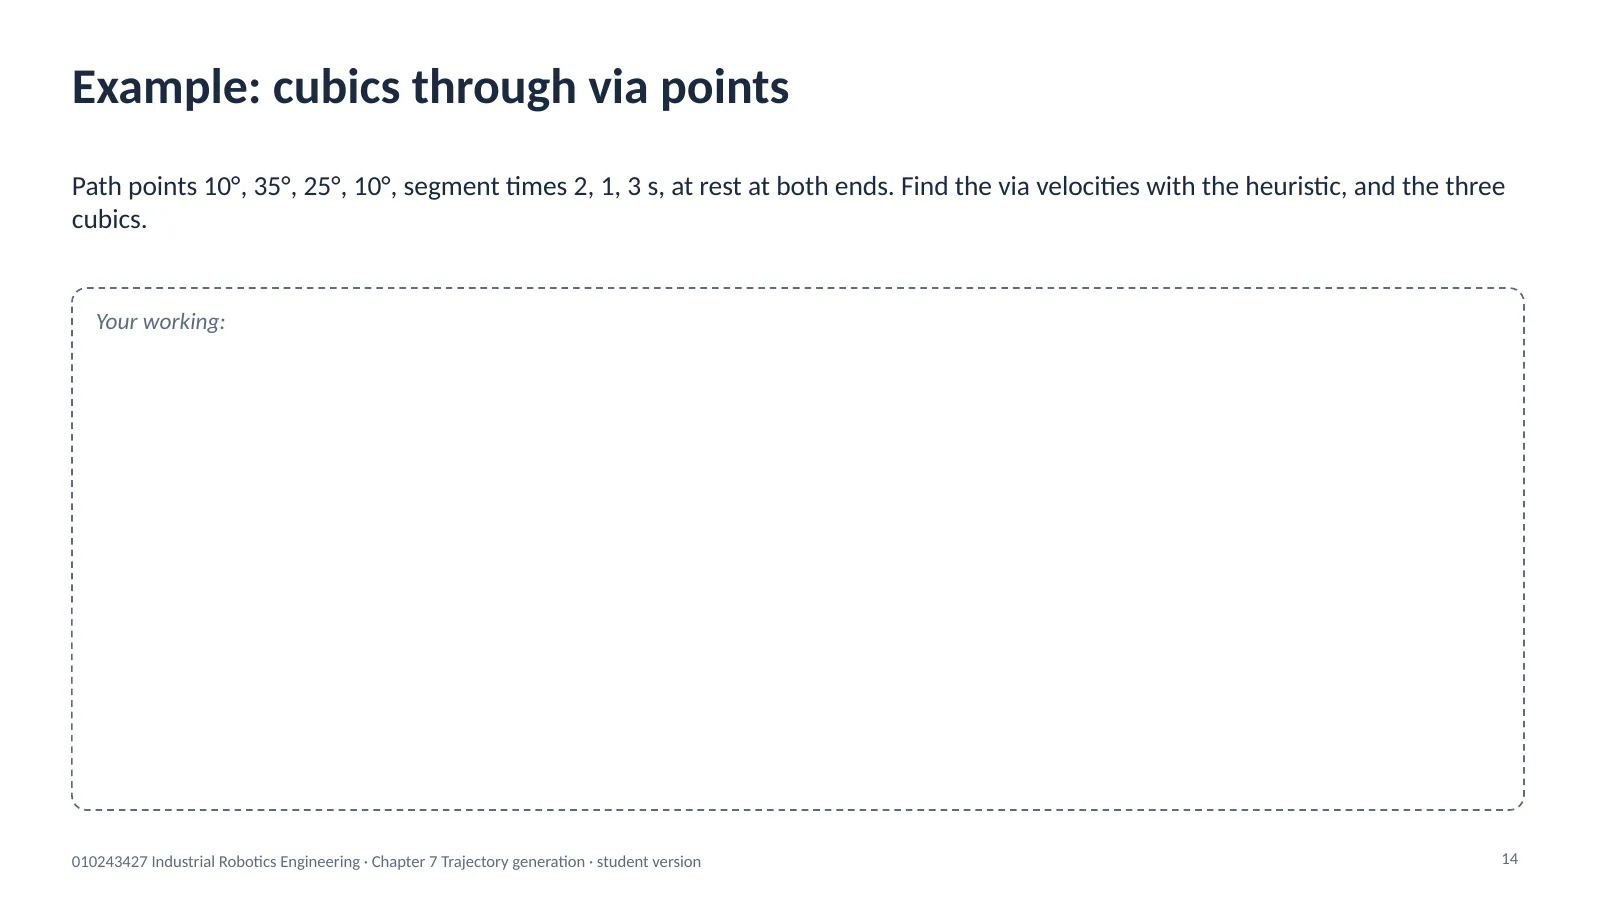 Example: cubics through via points
Path points 10°, 35°, 25°, 10°, segment times 2, 1, 3 s, at rest at both ends. Find the via velocities with the heuristic, and the three
cubics.
Your working:
010243427 Industrial Robotics Engineering · Chapter 7 Trajectory generation · student version
14